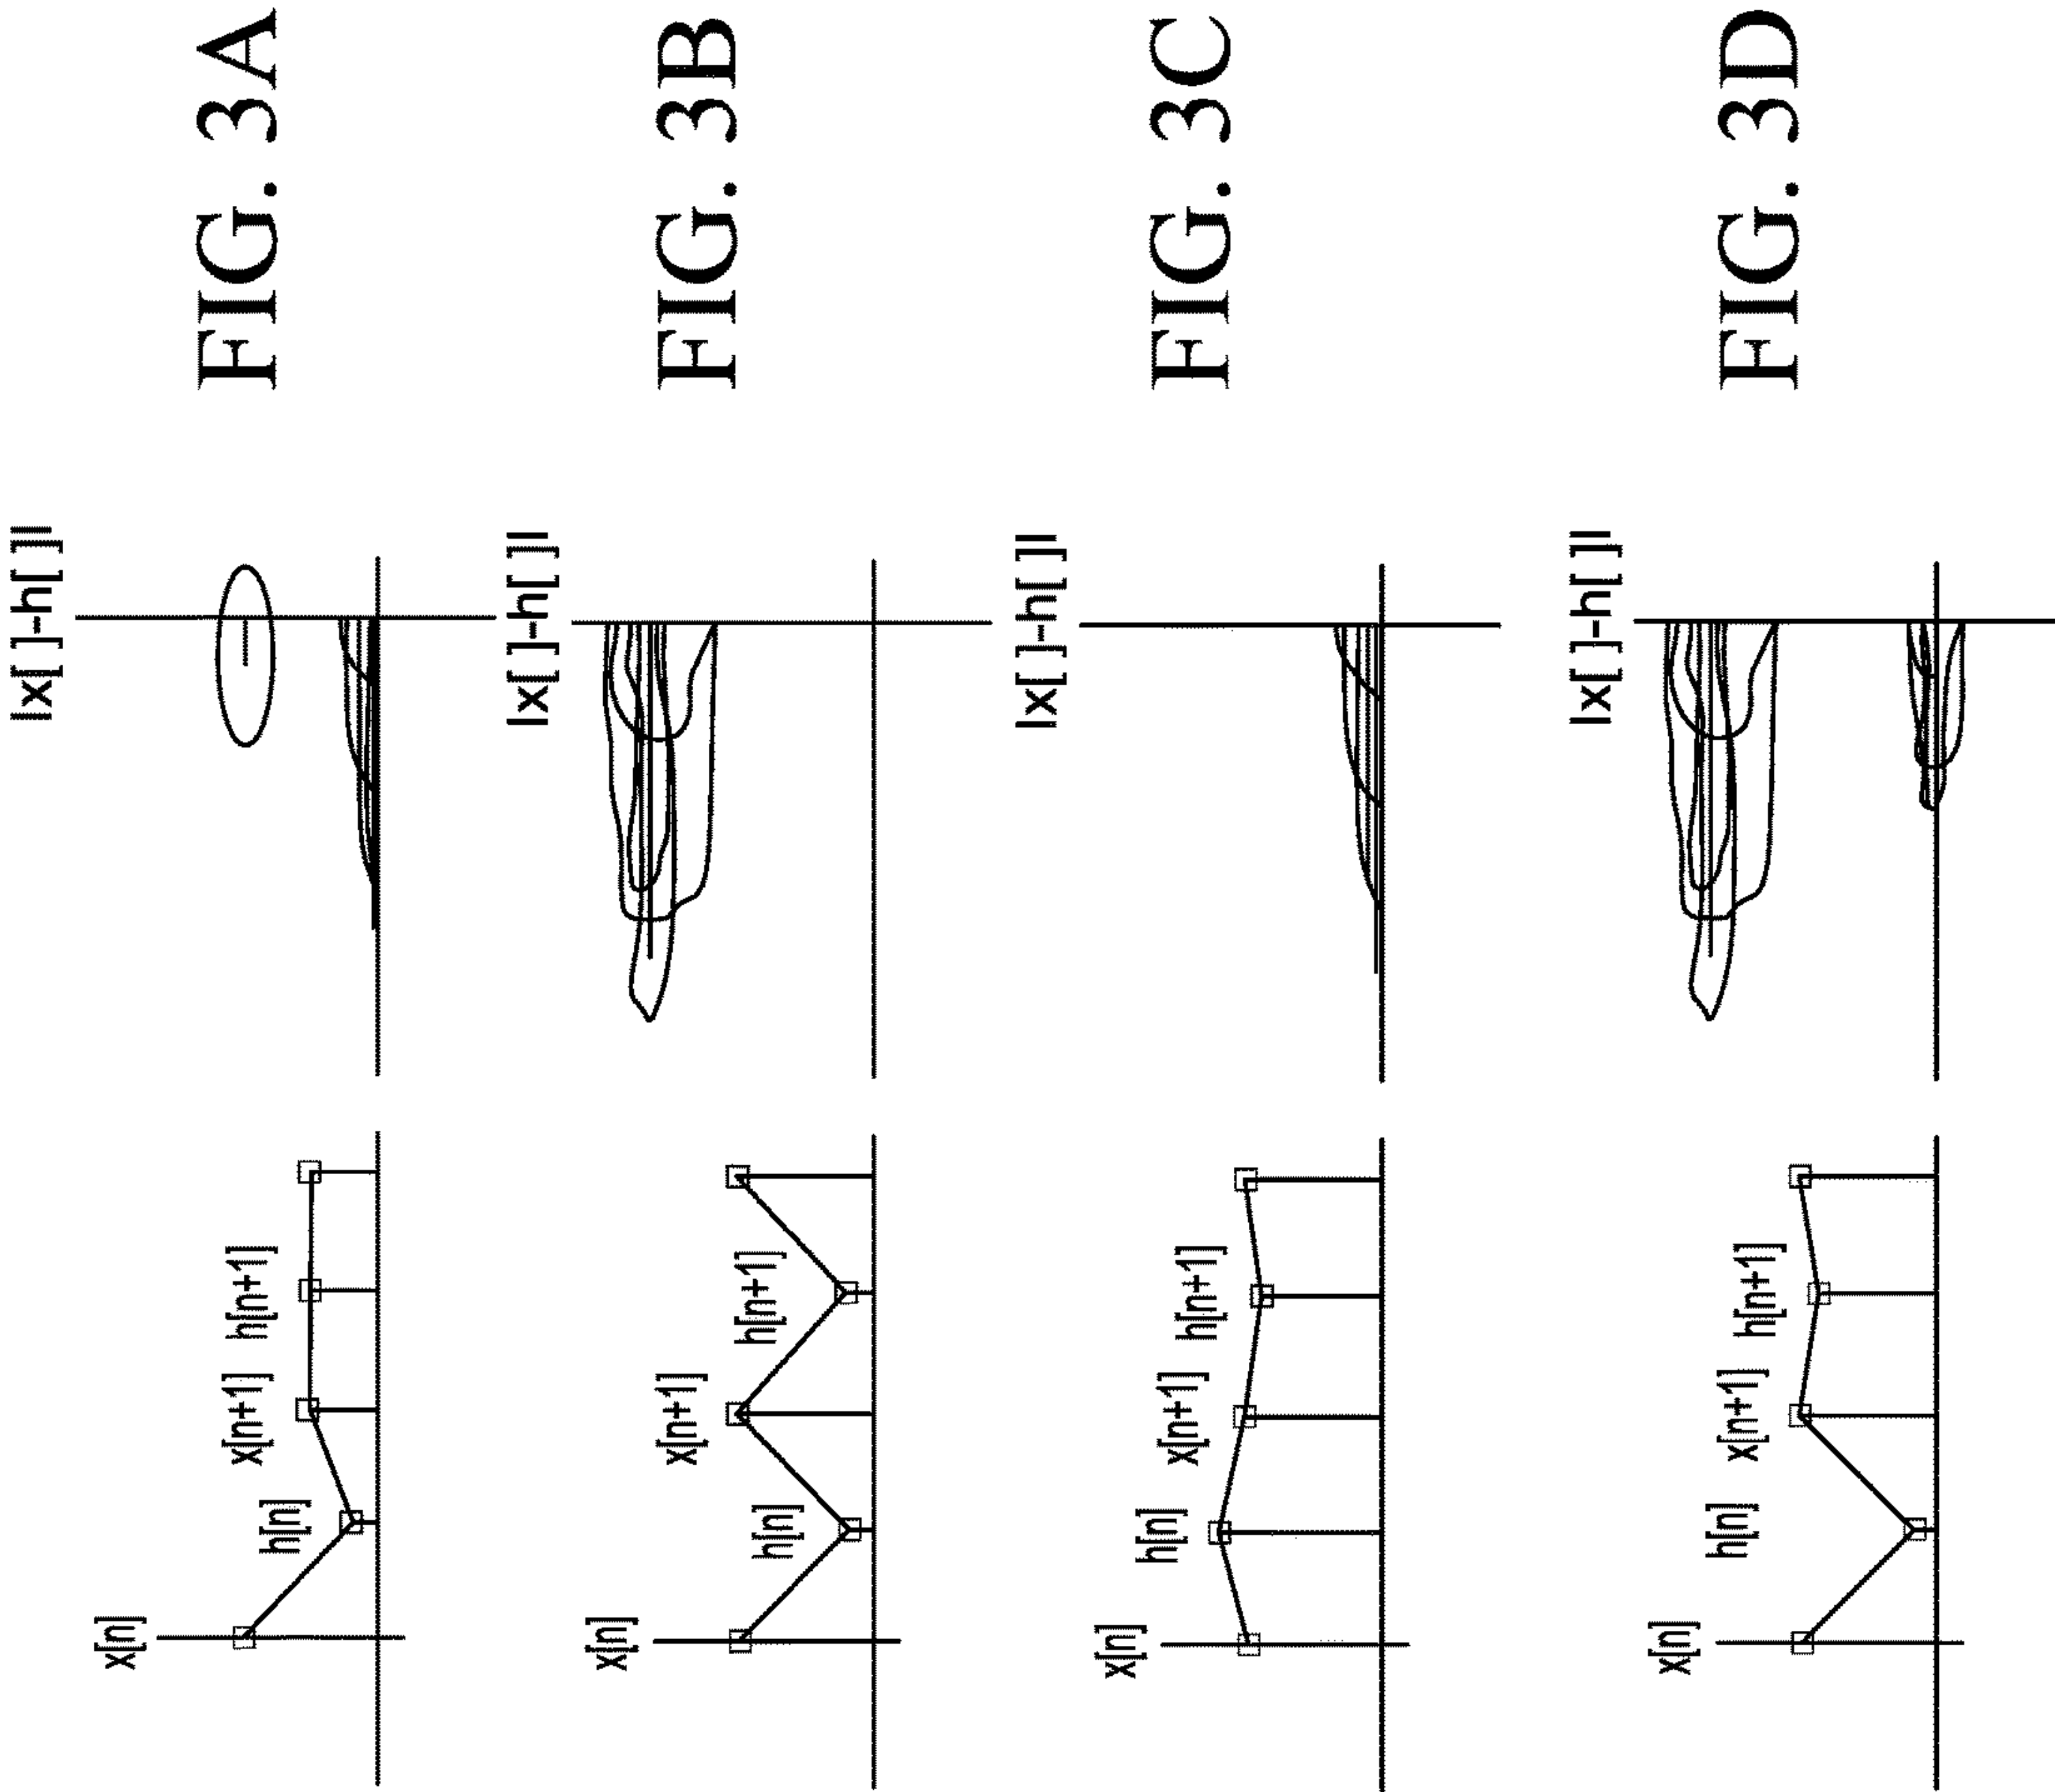 x[n]
h[n]
x[n+1]
h[n+1]
|x[ ]-h[ ]|
FIG. 3A
x[n]
h[n]
x[n+1]
h[n+1]
|x[ ]-h[ ]|
FIG. 3B
x[n]
h[n]
x[n+1]
h[n+1]
|x[ ]-h[ ]|
FIG. 3C
x[n]
h[n]
x[n+1]
h[n+1]
|x[ ]-h[ ]|
FIG. 3D